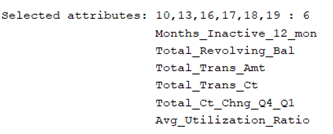 Selected attributes: 10,13,16,17,18,19 : 6
Months_Inactive_12_mon
Total_Revolving_Bal
Total_Trans_Amt
Total_Trans_Ct
Total_Ct_Chng_Q4_Q1
Avg_Utilization_Ratio